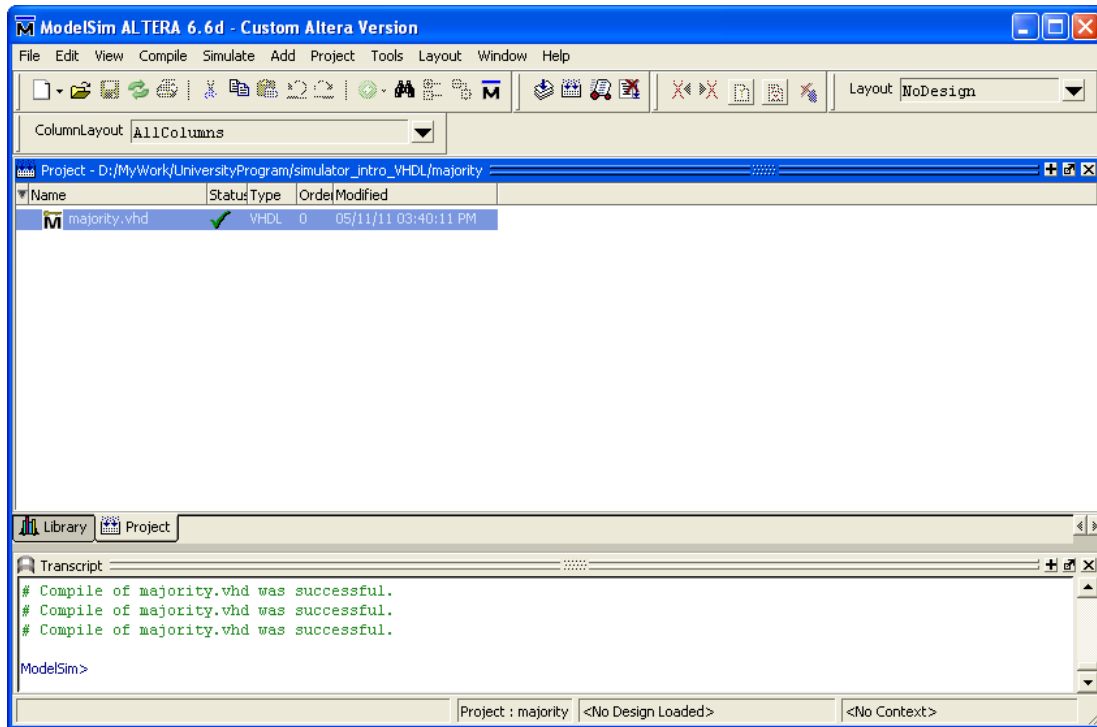 ModelSim ALTERA 6.6d - Custom Altera Version
File Edit View Compile Simulate Add Project Tools Layout Window Help
Layout NoDesign
ColumnLayout AllColumns
Project - D:/MyWork/UniversityProgram/simulator_intro_VHDL/majority
Name Status Type Order Modified
majority.vhd VHDL 0 05/11/11 03:40:11 PM
Library Project
Transcript
# Compile of majority.vhd was successful.
# Compile of majority.vhd was successful.
# Compile of majority.vhd was successful.
ModelSim>
Project : majority <No Design Loaded> <No Context>